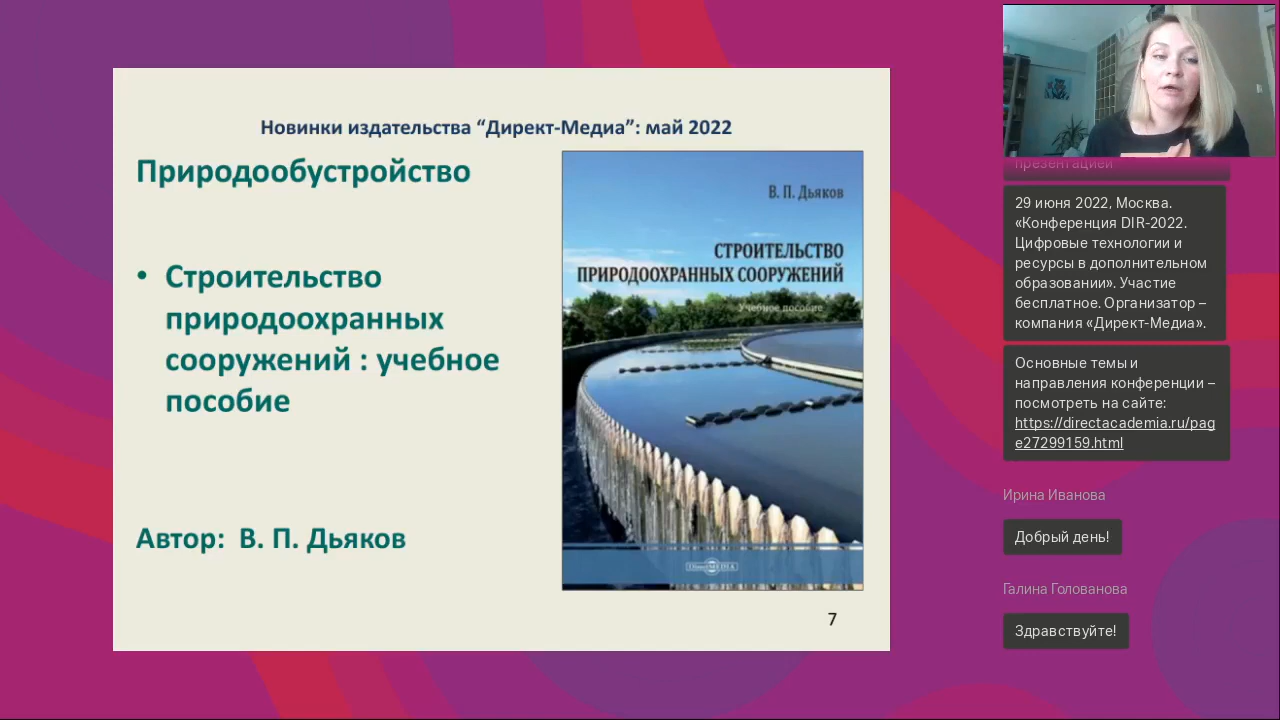 Новинки издательства “Директ-Медиа”: май 2022
Природообустройство
• Строительство
природоохранных
сооружений : учебное
пособие
Автор: В. П. Дьяков
В. П. Дьяков
СТРОИТЕЛЬСТВО
ПРИРОДООХРАННЫХ СООРУЖЕНИЙ
Учебное пособие
DirectMEDIA
7
презентацией
29 июня 2022, Москва.
«Конференция DIR-2022.
Цифровые технологии и
ресурсы в дополнительном
образовании». Участие
бесплатное. Организатор –
компания «Директ-Медиа».
Основные темы и
направления конференции –
посмотреть на сайте:
https://directacademia.ru/pag
e27299159.html
Ирина Иванова
Добрый день!
Галина Голованова
Здравствуйте!